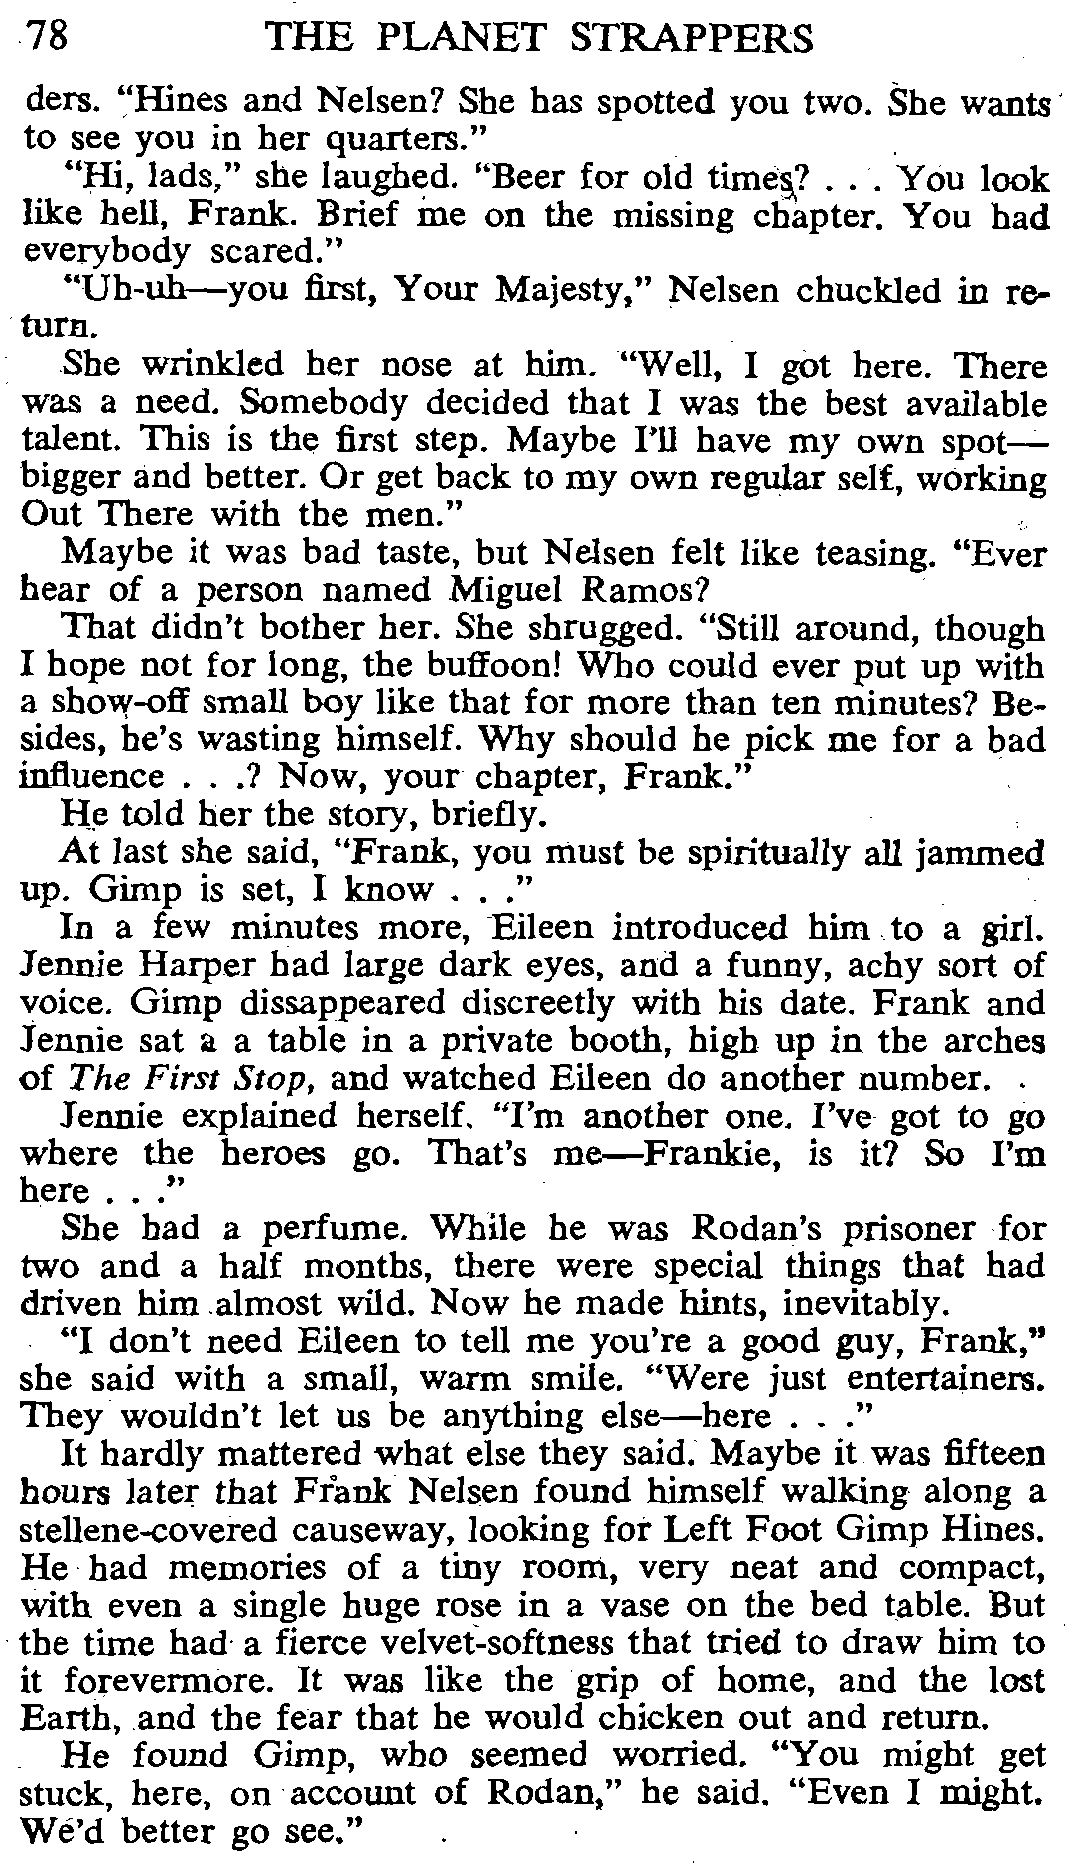 78 THE PLANET STRAPPERS
ders. “Hines and Nelsen? She has spotted you two. She wants
to see you in her quarters.”
“Hi, lads,” she laughed. “Beer for old times? . . . You look
like hell, Frank. Brief me on the missing chapter. You had
everybody scared.”
“Uh-uh—you first, Your Majesty,” Nelsen chuckled in re-
turn.
She wrinkled her nose at him. “Well, I got here. There
was a need. Somebody decided that I was the best available
talent. This is the first step. Maybe I’ll have my own spot—
bigger and better. Or get back to my own regular self, working
Out There with the men.”
Maybe it was bad taste, but Nelsen felt like teasing. “Ever
hear of a person named Miguel Ramos?
That didn’t bother her. She shrugged. “Still around, though
I hope not for long, the buffoon! Who could ever put up with
a show-off small boy like that for more than ten minutes? Be-
sides, he’s wasting himself. Why should he pick me for a bad
influence . . .? Now, your chapter, Frank.”
He told her the story, briefly.
At last she said, “Frank, you must be spiritually all jammed
up. Gimp is set, I know . . .”
In a few minutes more, Eileen introduced him to a girl.
Jennie Harper had large dark eyes, and a funny, achy sort of
voice. Gimp dissappeared discreetly with his date. Frank and
Jennie sat a a table in a private booth, high up in the arches
of The First Stop, and watched Eileen do another number.
Jennie explained herself. “I’m another one. I’ve got to go
where the heroes go. That’s me—Frankie, is it? So I’m
here . . .”
She had a perfume. While he was Rodan’s prisoner for
two and a half months, there were special things that had
driven him almost wild. Now he made hints, inevitably.
“I don’t need Eileen to tell me you’re a good guy, Frank,”
she said with a small, warm smile. “Were just entertainers.
They wouldn’t let us be anything else—here . . .”
It hardly mattered what else they said. Maybe it was fifteen
hours later that Frank Nelsen found himself walking along a
stellene-covered causeway, looking for Left Foot Gimp Hines.
He had memories of a tiny room, very neat and compact,
with even a single huge rose in a vase on the bed table. But
the time had a fierce velvet-softness that tried to draw him to
it forevermore. It was like the grip of home, and the lost
Earth, and the fear that he would chicken out and return.
He found Gimp, who seemed worried. “You might get
stuck, here, on account of Rodan,” he said. “Even I might.
We’d better go see.”